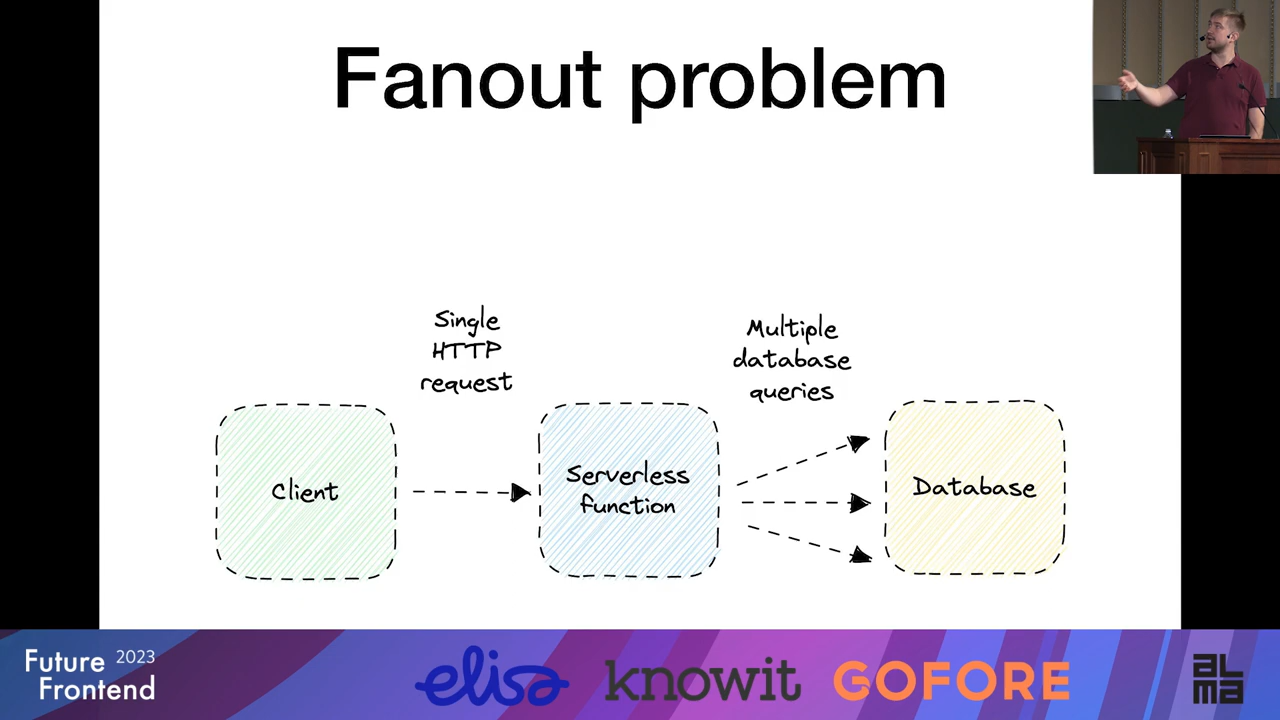 Fanout problem
Single
HTTP
request
Multiple
database
queries
Client
Serverless
function
Database
Future 2023
Frontend
elisa
knowit
GOFORE
ALMA